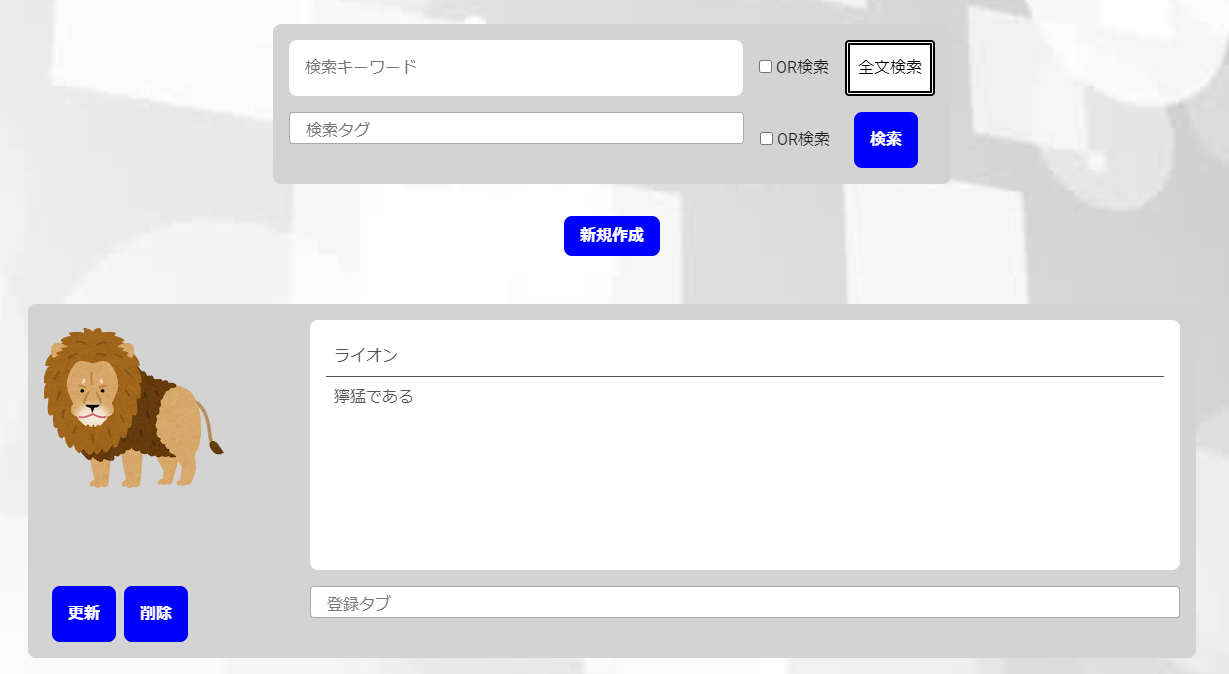 検索キーワード
OR検索
全文検索
検索タグ
OR検索
検索
新規作成
ライオン
獰猛である
更新
削除
登録タブ